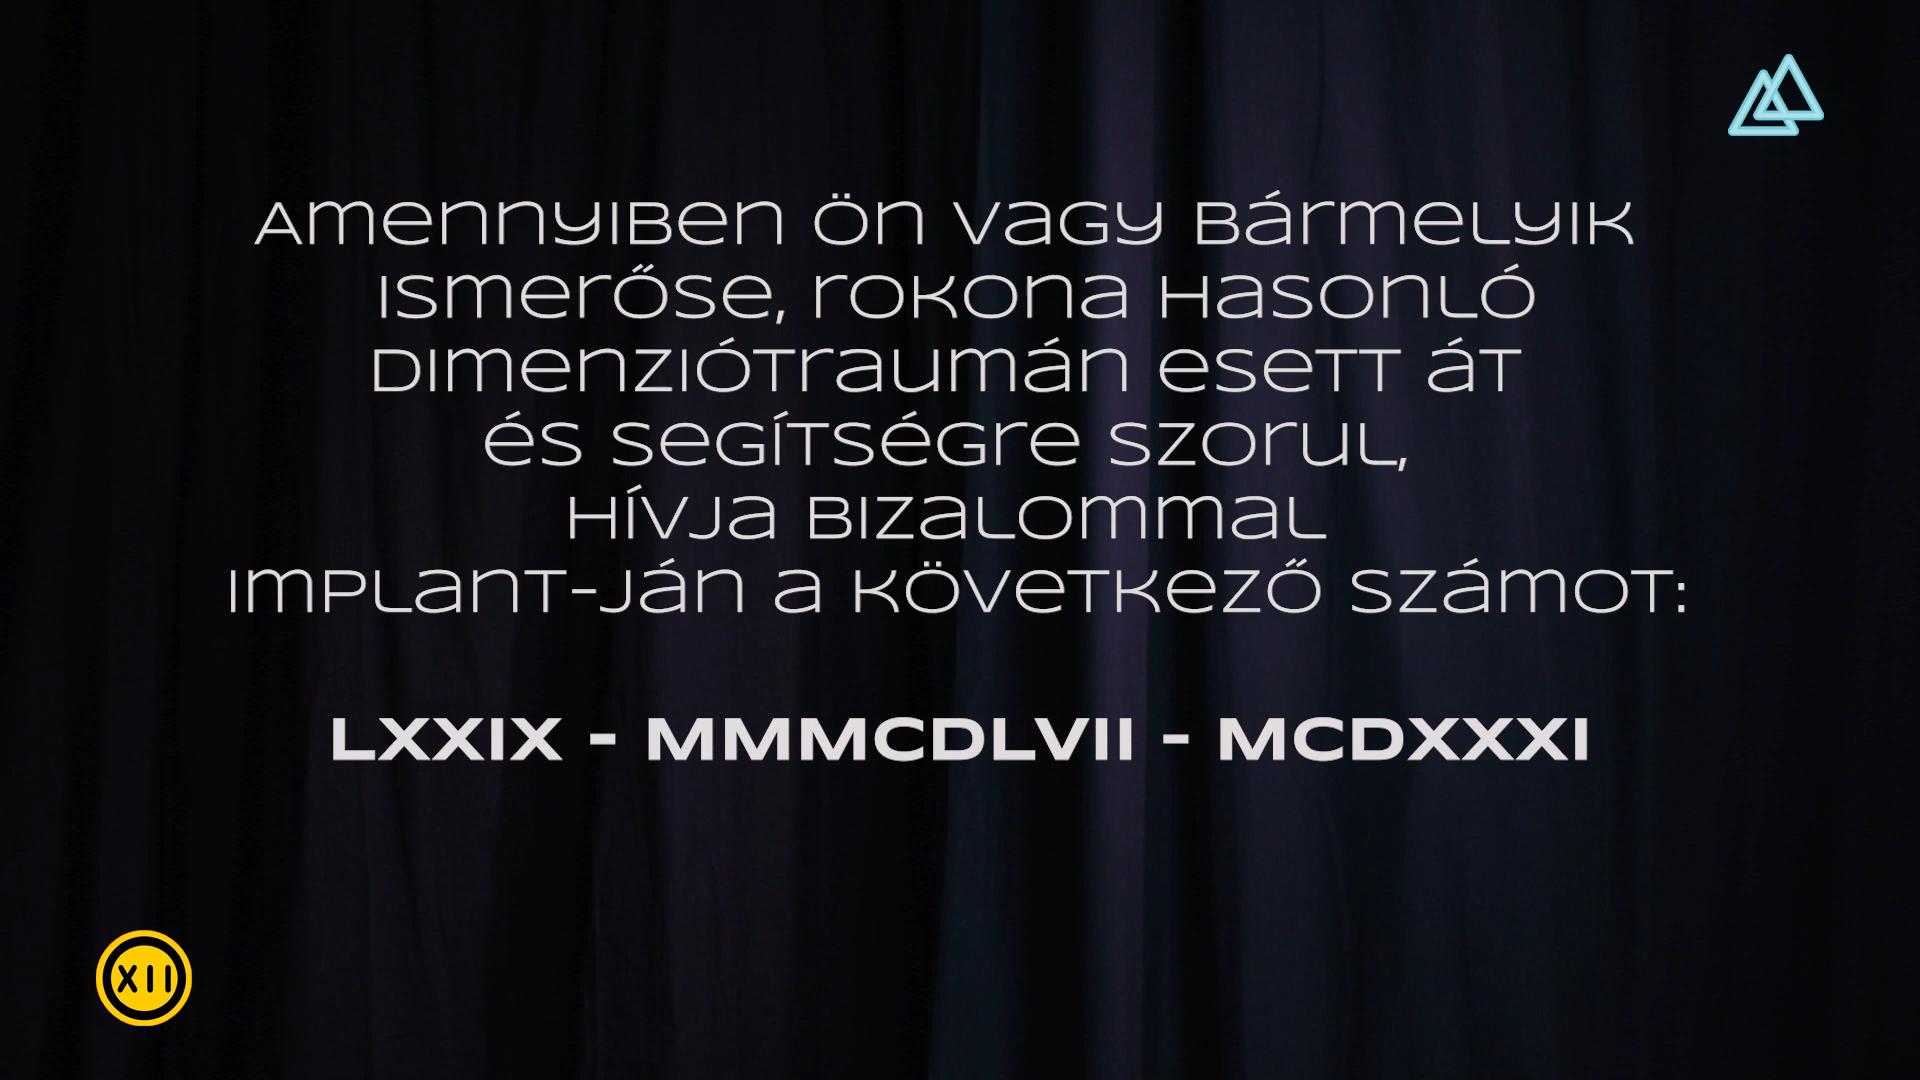 Amennyiben Ön vagy bármelyik
ismerőse, rokona hasonló
dimenziótraumán esett át
és segítségre szorul,
hívja bizalommal
implant-ján a következő számot:
LXXIX - MMMCDLVII - MCDXXXI
XII